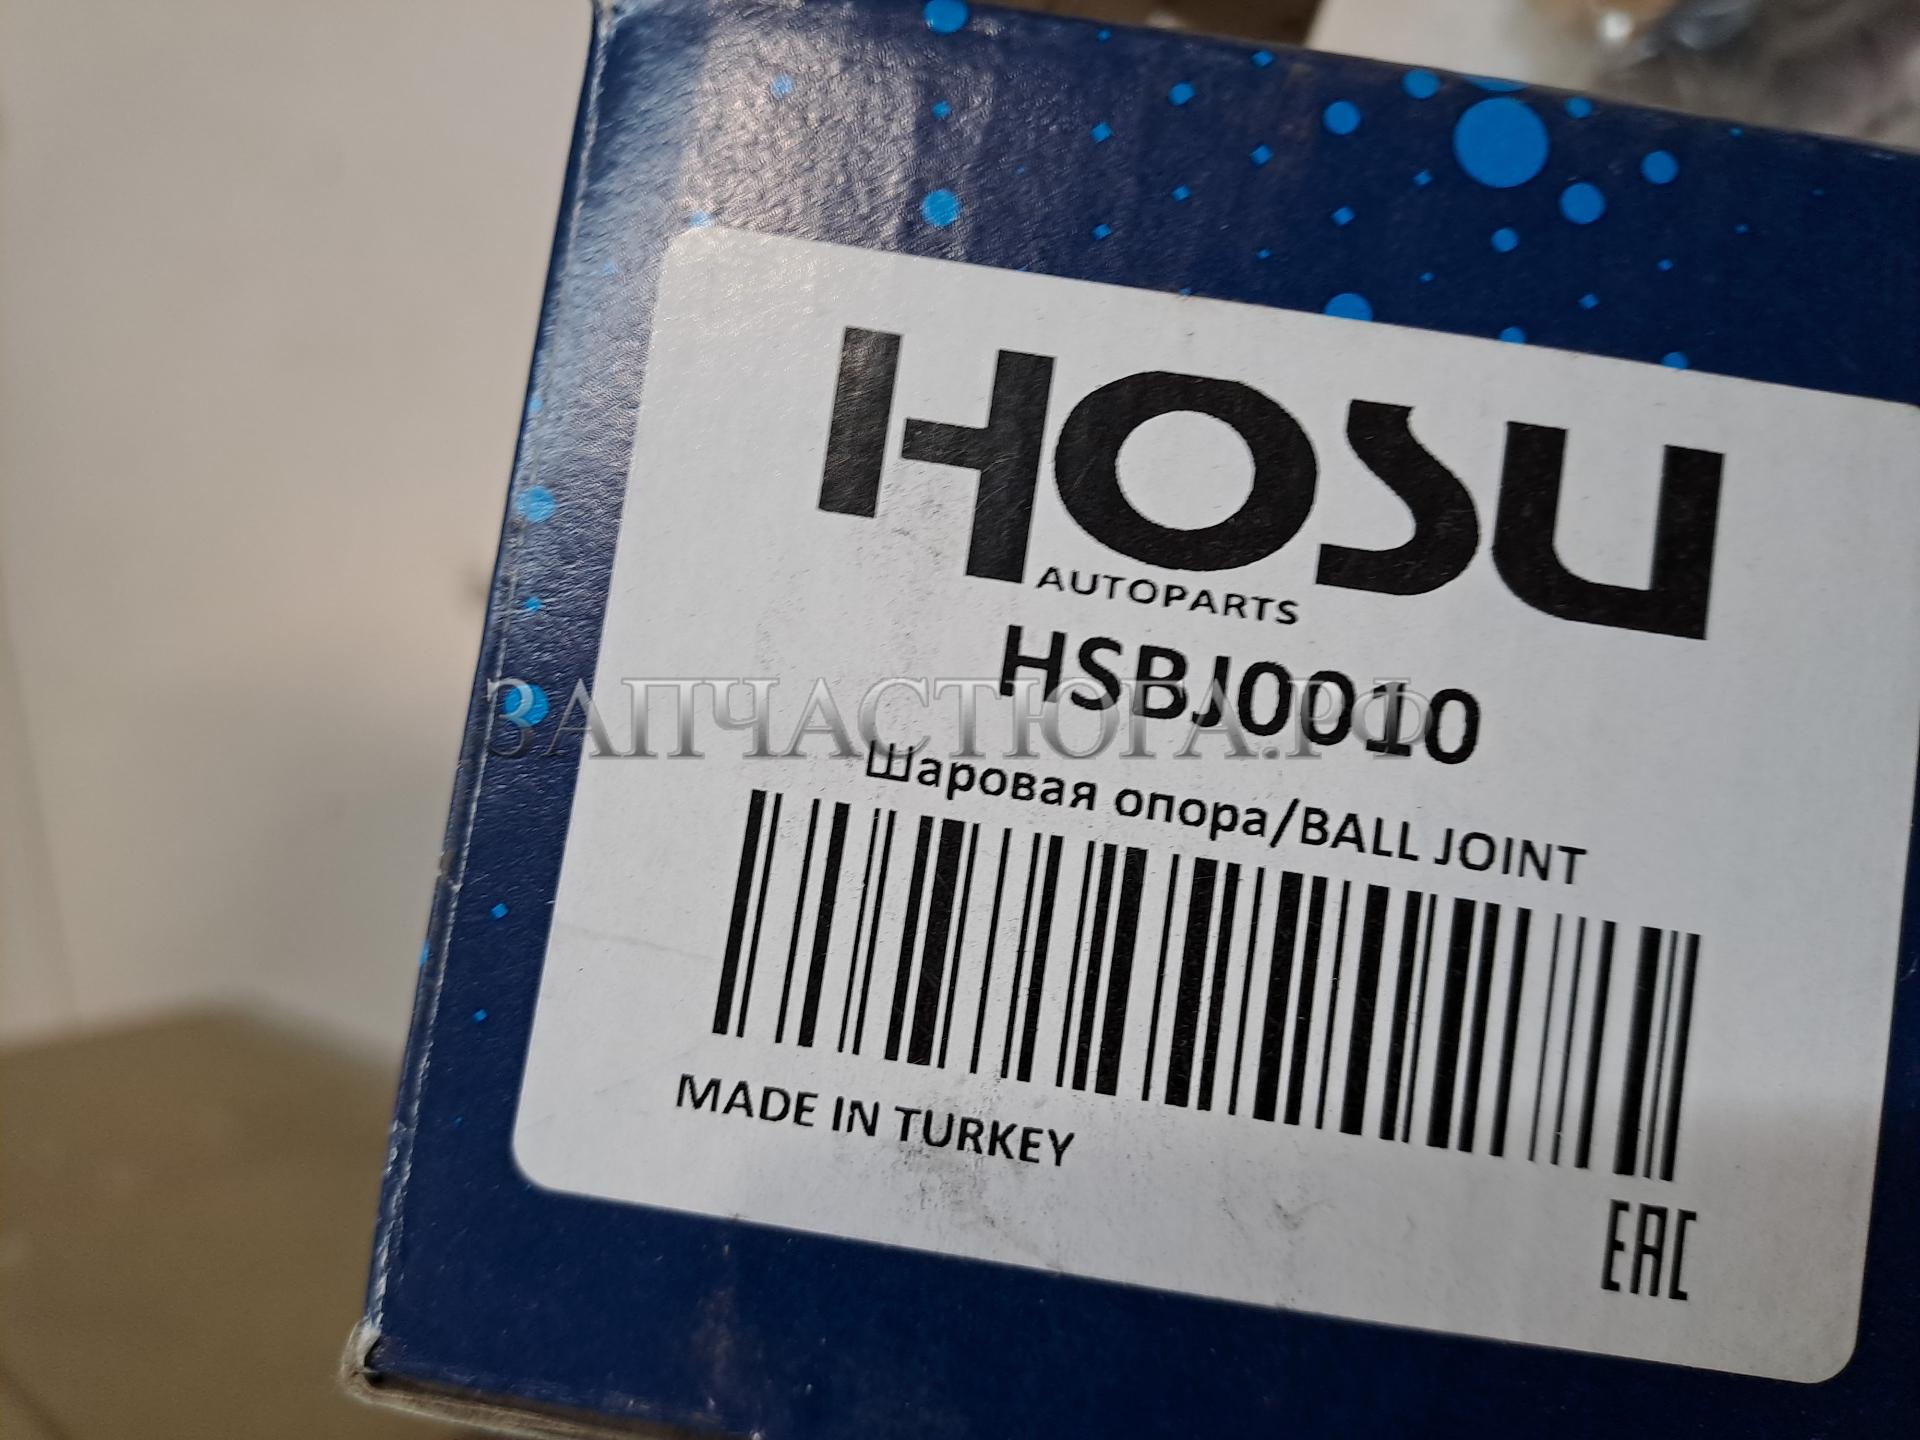 HOSU
AUTOPARTS
HSBJ0010
ЗАПЧАСТЮГА.РФ
Шаровая опора/BALL JOINT
MADE IN TURKEY
EAC